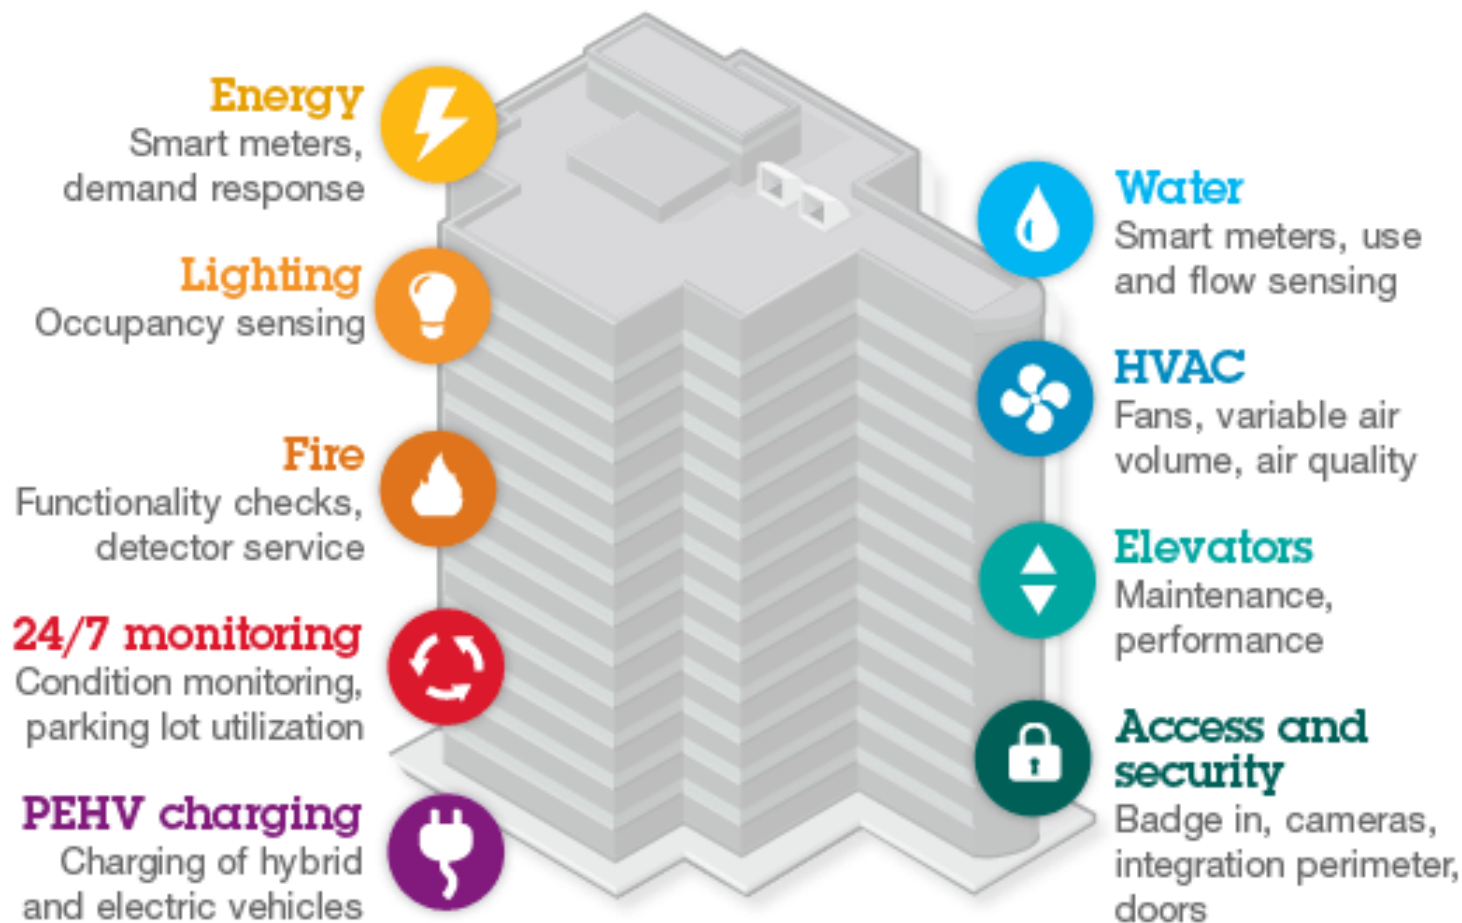 Energy
Smart meters,
demand response
Lighting
Occupancy sensing
Fire
Functionality checks,
detector service
24/7 monitoring
Condition monitoring,
parking lot utilization
PEHV charging
Charging of hybrid
and electric vehicles
Water
Smart meters, use
and flow sensing
HVAC
Fans, variable air
volume, air quality
Elevators
Maintenance,
performance
Access and
security
Badge in, cameras,
integration perimeter,
doors